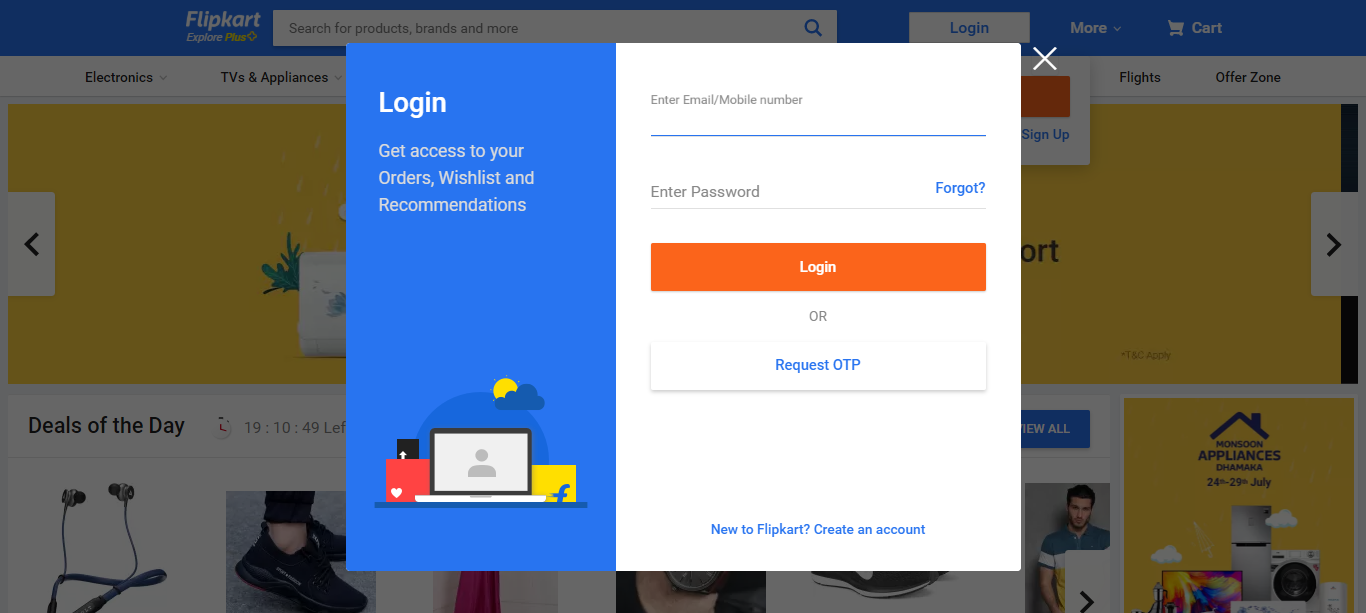 Flipkart
Explore Plus
Search for products, brands and more
Login
More
Cart
Electronics
TVs & Appliances
Flights
Offer Zone
Login
Get access to your
Orders, Wishlist and
Recommendations
Enter Email/Mobile number
Enter Password
Forgot?
Login
OR
Request OTP
New to Flipkart? Create an account
Sign Up
ort
*T&C Apply
Deals of the Day
19 : 10 : 49 Lef
VIEW ALL
MONSOON
APPLIANCES
DHAMAKA
24th-29th July